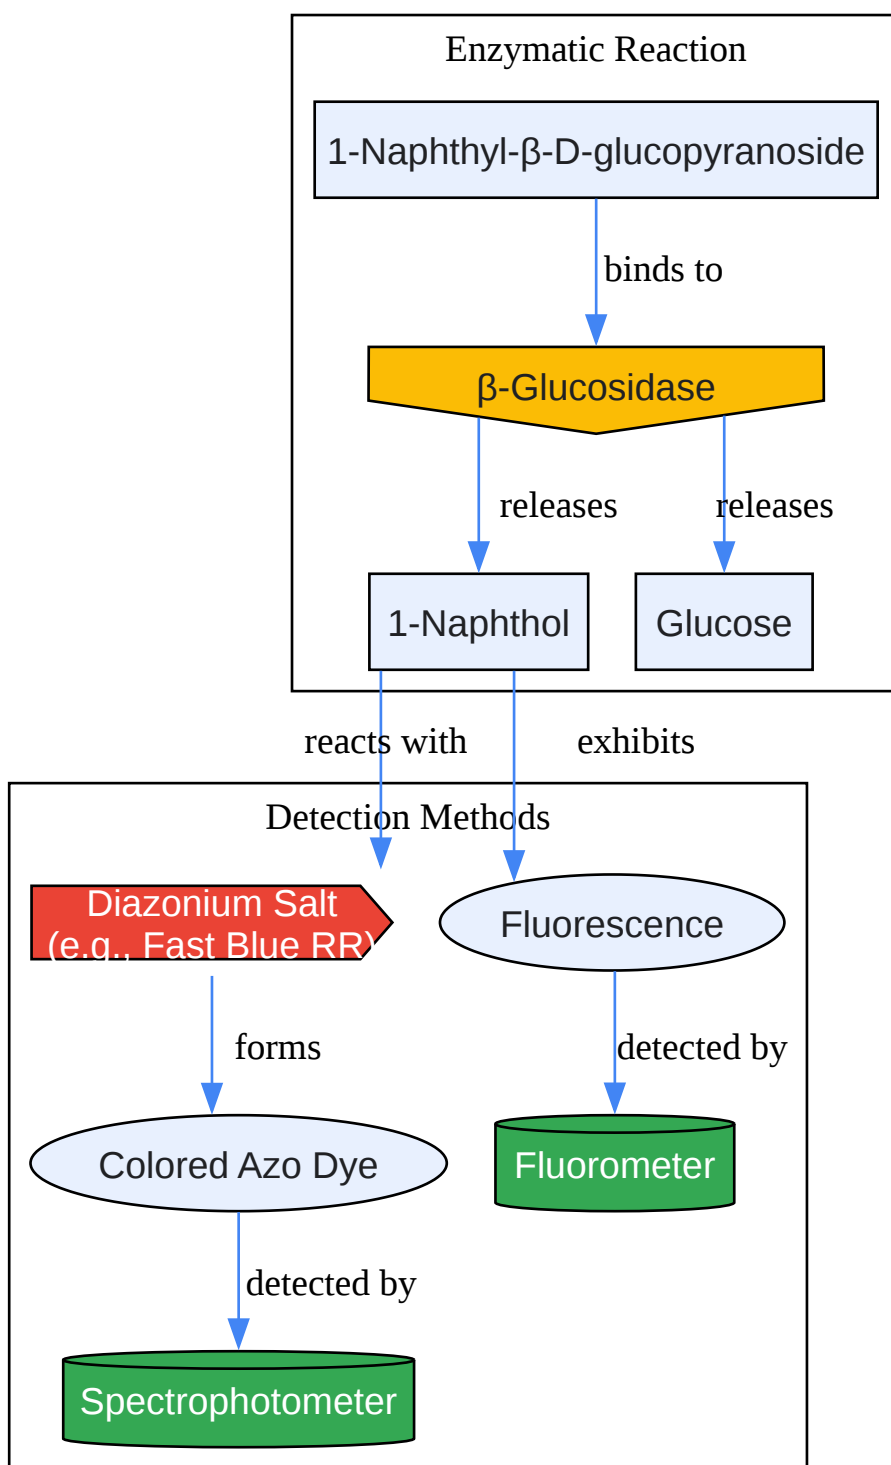 Enzymatic Reaction
1-Naphthyl-β-D-glucopyranoside
binds to
β-Glucosidase
releases
releases
1-Naphthol
Glucose
reacts with
exhibits
Detection Methods
Diazonium Salt
(e.g., Fast Blue RR)
Fluorescence
forms
detected by
Colored Azo Dye
Fluorometer
detected by
Spectrophotometer